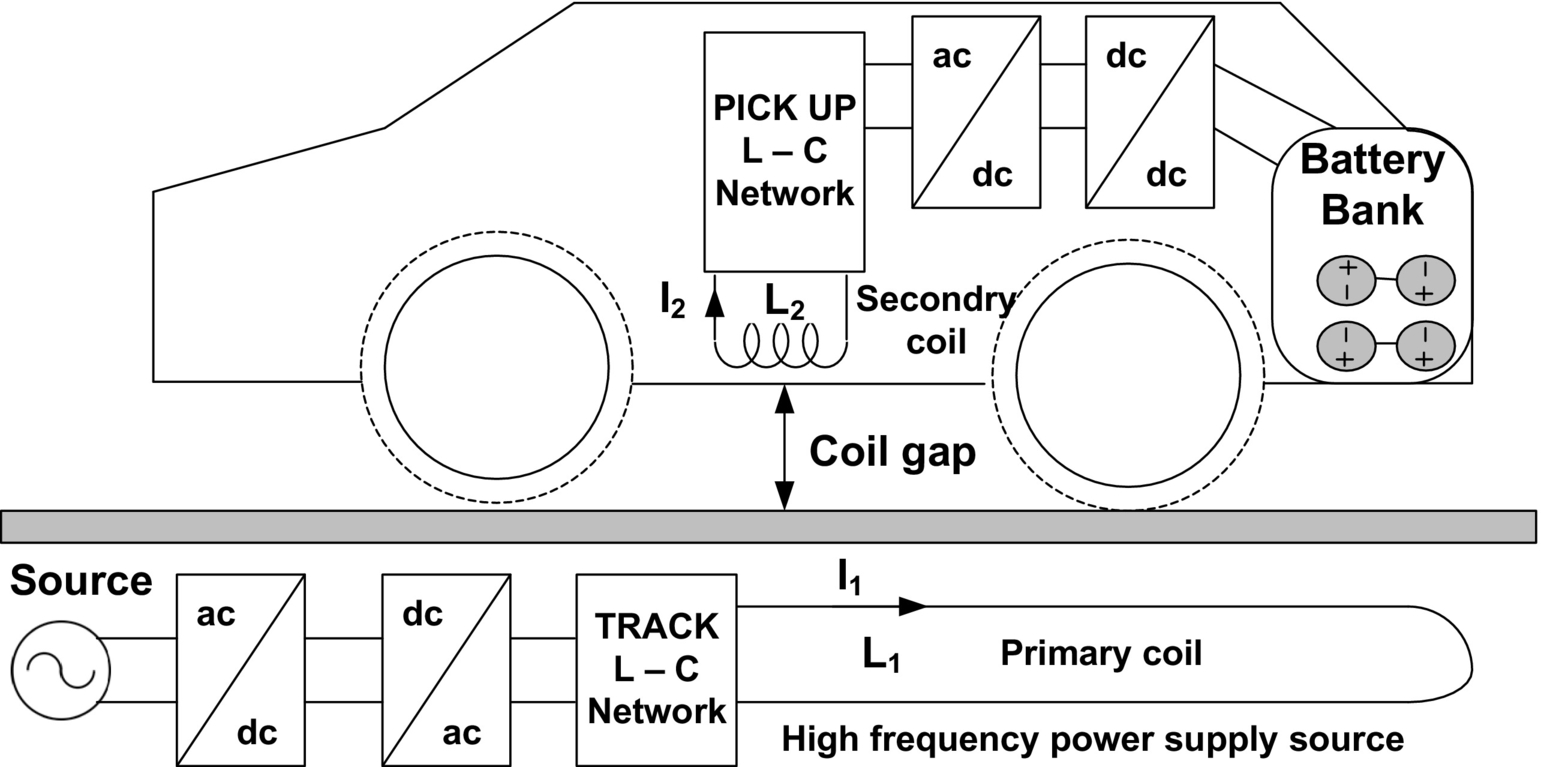 PICK UP
L – C
Network
ac
dc
dc
dc
Battery
Bank
+
–
–
+
–
+
–
+
I₂
L₂
Secondry
coil
Coil gap
Source
ac
dc
dc
ac
TRACK
L – C
Network
I₁
L₁
Primary coil
High frequency power supply source